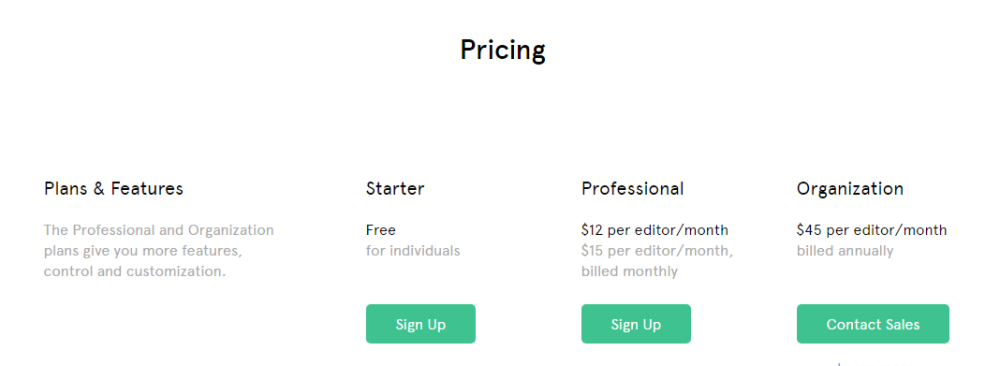 Pricing
Plans & Features
The Professional and Organization
plans give you more features,
control and customization.
Starter
Free
for individuals
Sign Up
Professional
$12 per editor/month
$15 per editor/month,
billed monthly
Sign Up
Organization
$45 per editor/month
billed annually
Contact Sales